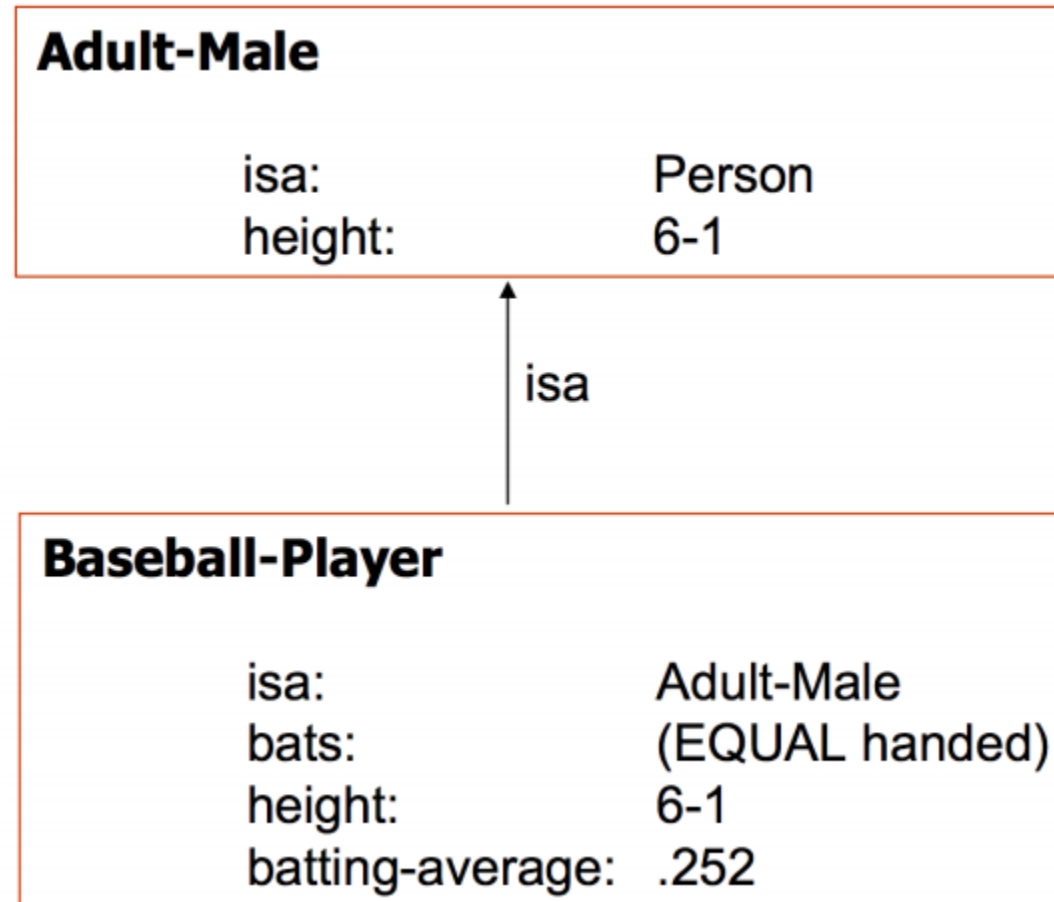 Adult-Male
isa: Person
height: 6-1
isa
Baseball-Player
isa: Adult-Male
bats: (EQUAL handed)
height: 6-1
batting-average: .252